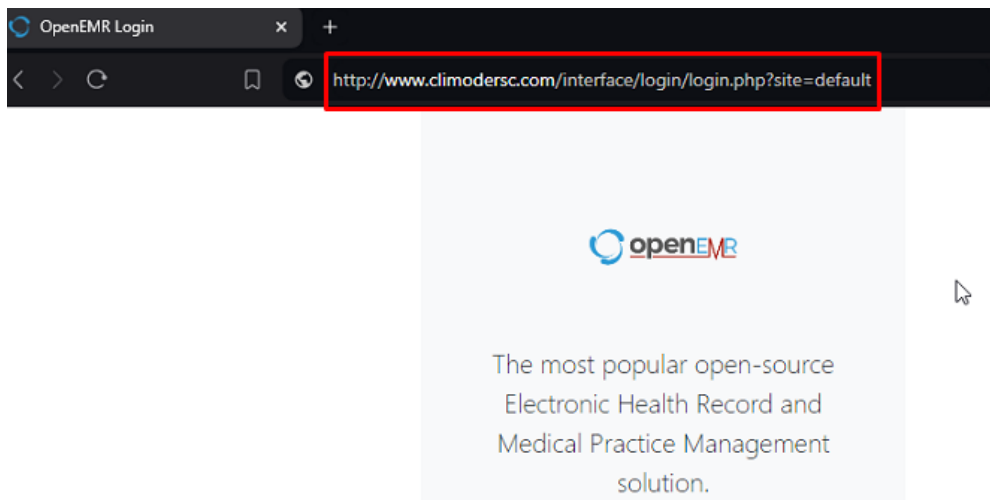 OpenEMR Login
http://www.climodersc.com/interface/login/login.php?site=default
openEMR
The most popular open-source
Electronic Health Record and
Medical Practice Management
solution.